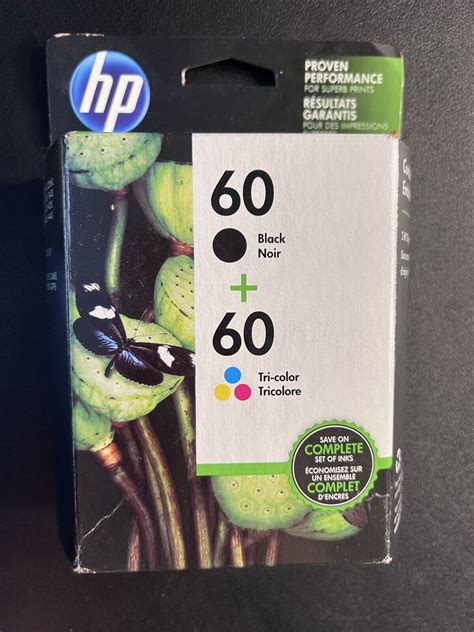 hp
PROVEN
PERFORMANCE
FOR SUPERB PRINTS
RÉSULTATS
GARANTIS
POUR DES IMPRESSIONS
60
Black
Noir
+
60
Tri-color
Tricolore
SAVE ON
COMPLETE
SET OF INKS
ÉCONOMISEZ SUR
UN ENSEMBLE
COMPLET
D'ENCRES